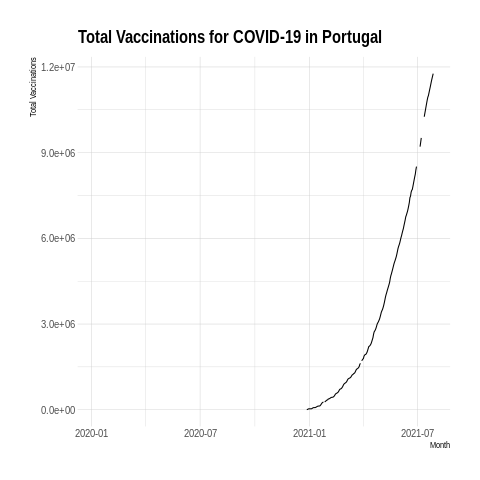 Total Vaccinations for COVID-19 in Portugal
Total Vaccinations
1.2e+07
9.0e+06
6.0e+06
3.0e+06
0.0e+00
2020-01
2020-07
2021-01
2021-07
Month